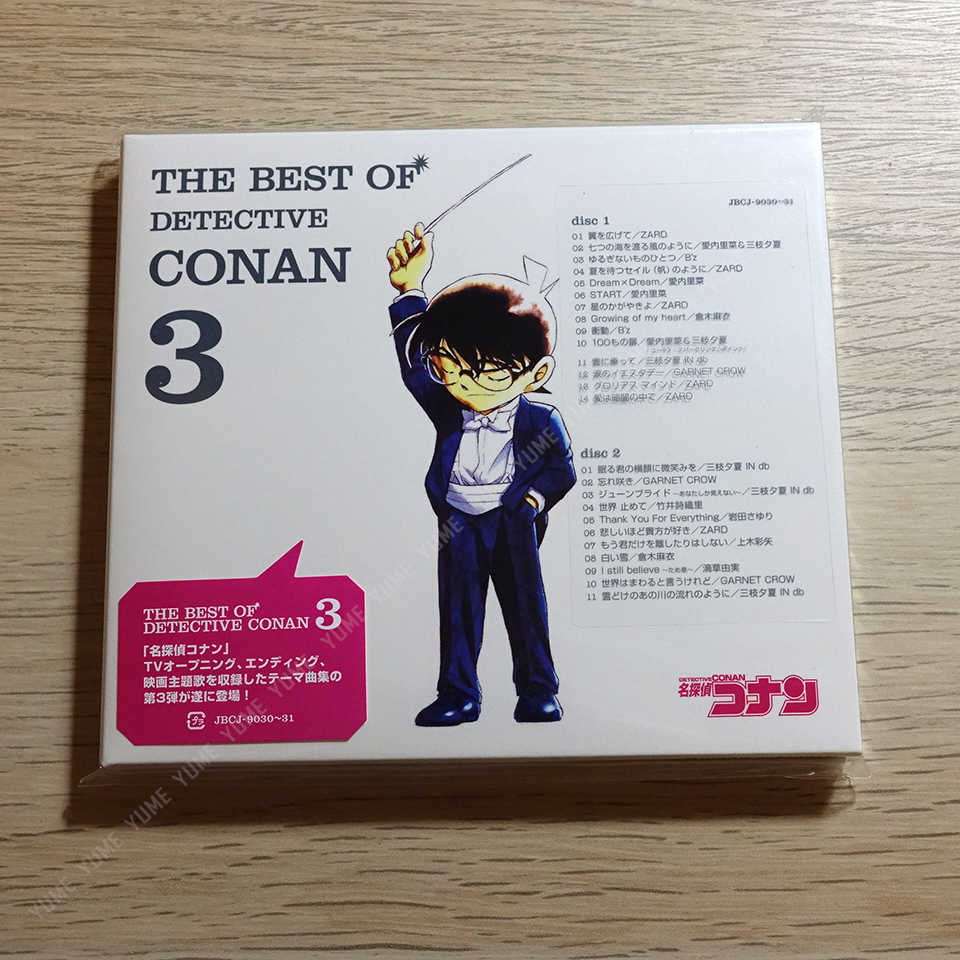 THE BEST OF
DETECTIVE
CONAN
3
JBCJ-9030~31
disc 1
01 翼を広げて／ZARD
02 七つの海を渡る風のように／愛内里菜&三枝夕夏
03 ゆるぎないものひとつ／B'z
04 夏を待つセイル（帆）のように／ZARD
05 Dream×Dream／愛内里菜
06 START／愛内里菜
07 星のかがやきよ／ZARD
08 Growing of my heart／倉木麻衣
09 衝動／B'z
10 100もの扉／愛内里菜&三枝夕夏
11 雲に乗って／三枝夕夏 IN db
12 涙のイエスタデー／GARNET CROW
13 グロリアス マインド／ZARD
14 愛は暗闇の中で／ZARD
disc 2
01 眠る君の横顔に微笑みを／三枝夕夏 IN db
02 忘れ咲き／GARNET CROW
03 ジューンブライド ~あなたしか見えない~／三枝夕夏 IN db
04 世界 止めて／竹井詩織里
05 Thank You For Everything／岩田さゆり
06 悲しいほど貴方が好き／ZARD
07 もう君だけを離したりはしない／上木彩矢
08 白い雪／倉木麻衣
09 I still believe ~ため息~／滴草由実
10 世界はまわると言うけれど／GARNET CROW
11 雪どけのあの川の流れのように／三枝夕夏 IN db
THE BEST OF
DETECTIVE CONAN 3
「名探偵コナン」
TVオープニング、エンディング、
映画主題歌を収録したテーマ曲集の
第3弾が遂に登場！
JBCJ-9030~31
DETECTIVE CONAN
名探偵コナン
YUME YUME YUME YUME YUME YUME YUME YUME